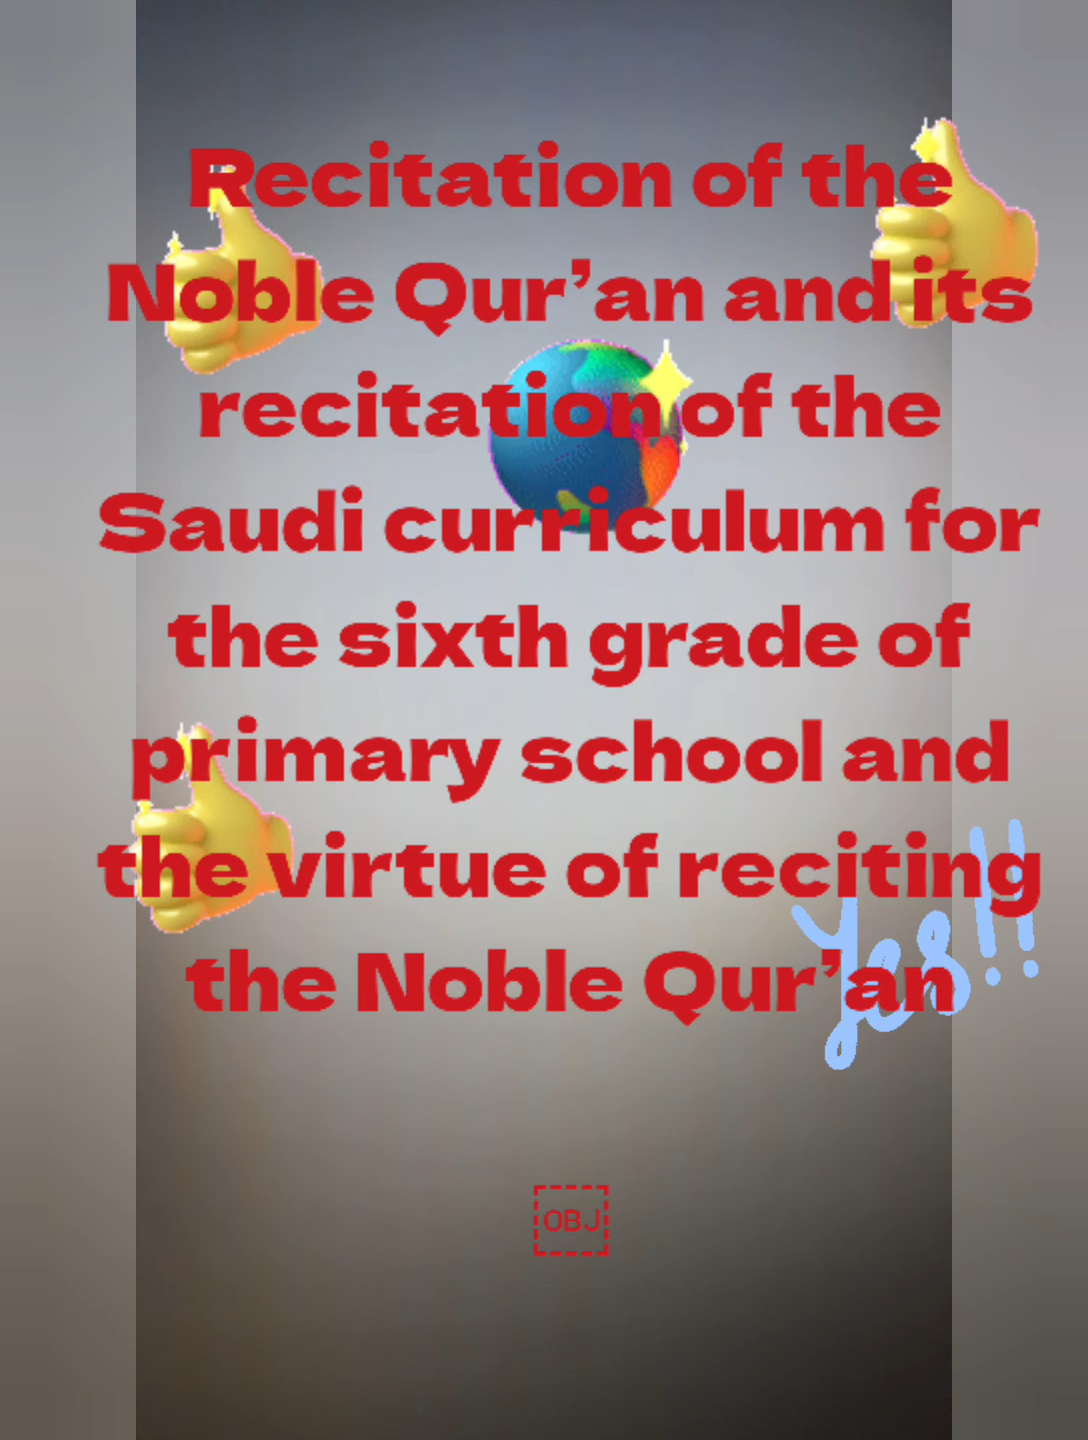 Recitation of the
Noble Qur’an and its
recitation of the
Saudi curriculum for
the sixth grade of
primary school and
the virtue of reciting
the Noble Qur’an
Yes!!
OBJ